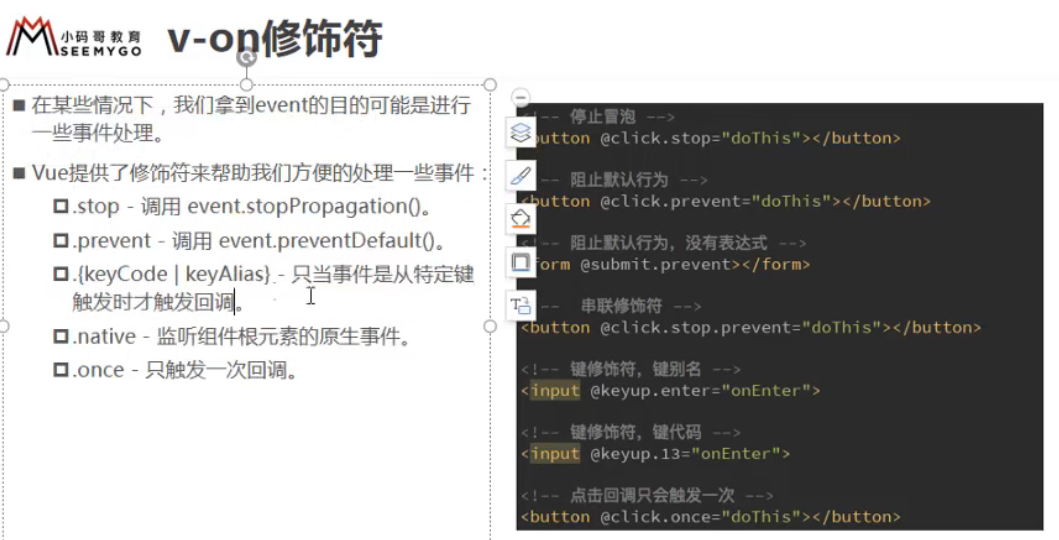 小码哥教育
SEEMYGO
v-on修饰符
■ 在某些情况下，我们拿到event的目的可能是进行
一些事件处理。
■ Vue提供了修饰符来帮助我们方便的处理一些事件：
.stop - 调用 event.stopPropagation()。
.prevent - 调用 event.preventDefault()。
.{keyCode | keyAlias} - 只当事件是从特定键
触发时才触发回调。
.native - 监听组件根元素的原生事件。
.once - 只触发一次回调。
<!-- 停止冒泡 -->
<button @click.stop="doThis"></button>
<!-- 阻止默认行为 -->
<button @click.prevent="doThis"></button>
<!-- 阻止默认行为，没有表达式 -->
<form @submit.prevent></form>
<!--  串联修饰符 -->
<button @click.stop.prevent="doThis"></button>
<!-- 键修饰符，键别名 -->
<input @keyup.enter="onEnter">
<!-- 键修饰符，键代码 -->
<input @keyup.13="onEnter">
<!-- 点击回调只会触发一次 -->
<button @click.once="doThis"></button>